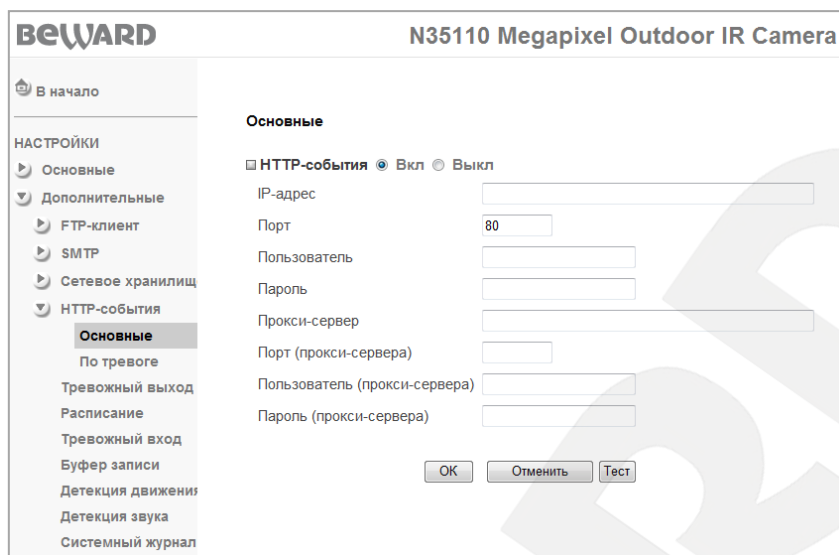 BEWARD
N35110 Megapixel Outdoor IR Camera
В начало
НАСТРОЙКИ
Основные
Дополнительные
FTP-клиент
SMTP
Сетевое хранилищ
HTTP-события
Основные
По тревоге
Тревожный выход
Расписание
Тревожный вход
Буфер записи
Детекция движения
Детекция звука
Системный журнал
Основные
HTTP-события Вкл Выкл
IP-адрес
Порт 80
Пользователь
Пароль
Прокси-сервер
Порт (прокси-сервера)
Пользователь (прокси-сервера)
Пароль (прокси-сервера)
OK Отменить Тест